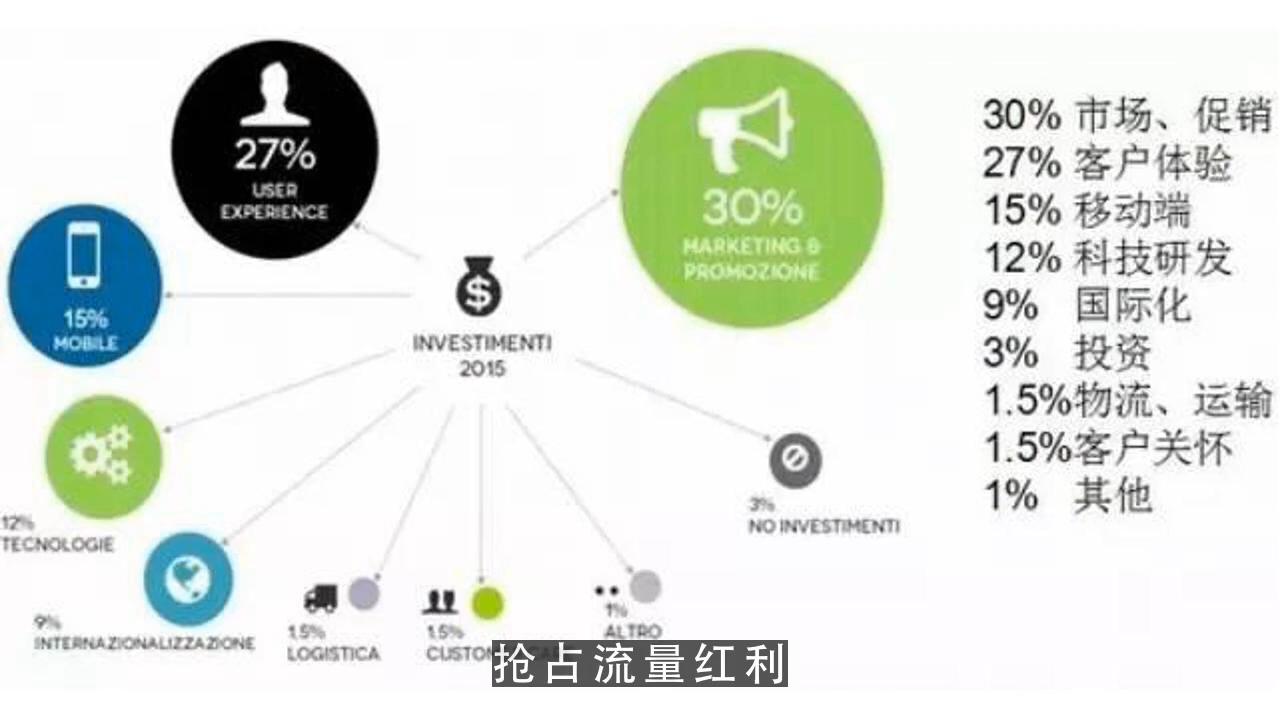 27%
USER
EXPERIENCE
30%
MARKETING &
PROMOZIONE
15%
MOBILE
INVESTIMENTI
2015
12%
TECNOLOGIE
9%
INTERNAZIONALIZZAZIONE
1.5%
LOGISTICA
1.5%
1%
ALTRO
3%
NO INVESTIMENTI
30% 市场、促销
27% 客户体验
15% 移动端
12% 科技研发
9% 国际化
3% 投资
1.5%物流、运输
1.5%客户关怀
1% 其他
抢占流量红利